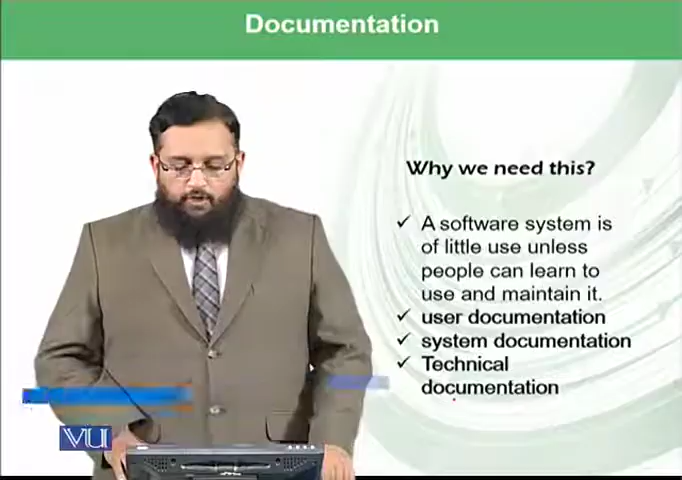 Documentation
Why we need this?
✓ A software system is
of little use unless
people can learn to
use and maintain it.
✓ user documentation
✓ system documentation
✓ Technical
documentation
VU